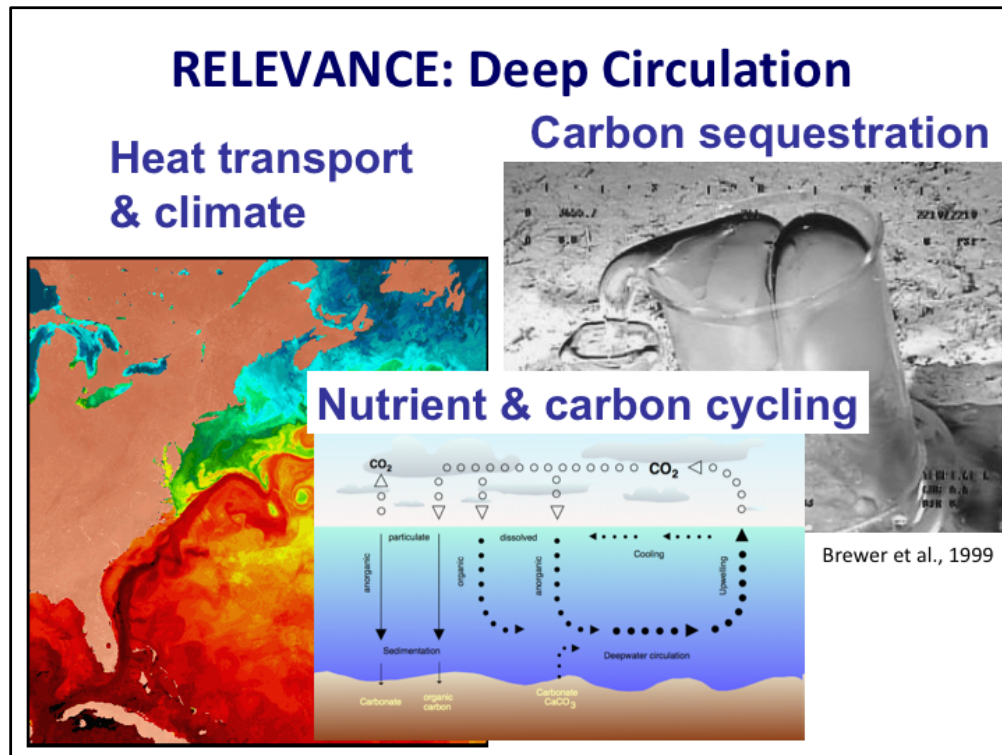 RELEVANCE: Deep Circulation
Heat transport
& climate
Carbon sequestration
Brewer et al., 1999
Nutrient & carbon cycling
CO2
CO2
particulate
dissolved
anorganic
organic
anorganic
Cooling
Upwelling
Sedimentation
Deepwater circulation
Carbonate
organic
carbon
Carbonate
CaCO3